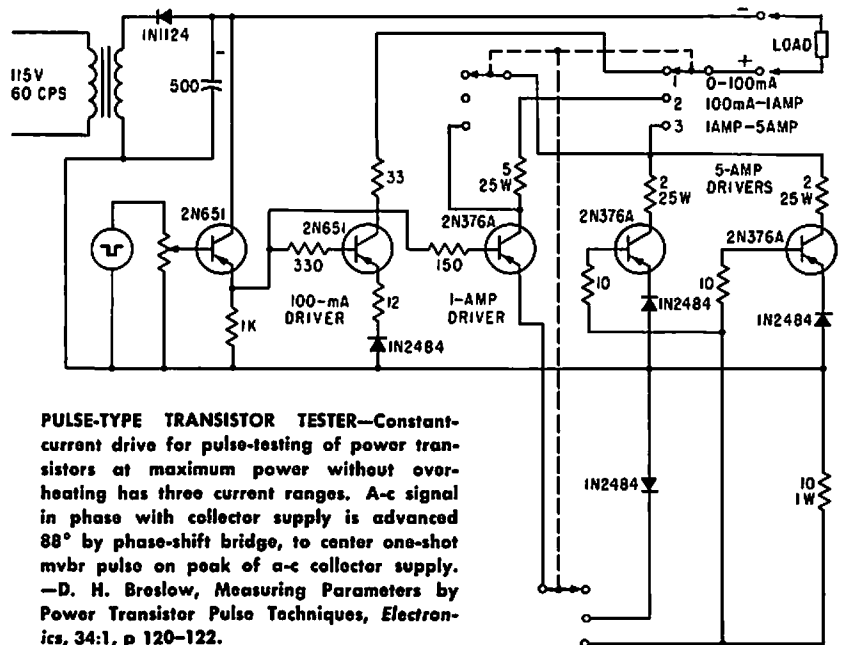 1N1124
-
-
LOAD
115V
60 CPS
500
+
1
0-100mA
2
100mA-1AMP
3
1AMP-5AMP
33
5
25W
2
25W
5-AMP
DRIVERS
2
25W
2N651
2N651
2N376A
2N376A
2N376A
330
150
10
10
1K
100-mA
DRIVER
12
1-AMP
DRIVER
1N2484
1N2484
1N2484
PULSE-TYPE TRANSISTOR TESTER—Constant-
current drive for pulse-testing of power tran-
sistors at maximum power without over-
heating has three current ranges. A-c signal
in phase with collector supply is advanced
88° by phase-shift bridge, to center one-shot
mvbr pulse on peak of a-c collector supply.
—D. H. Breslow, Measuring Parameters by
Power Transistor Pulse Techniques, Electron-
ics, 34:1, p 120-122.
1N2484
10
1W